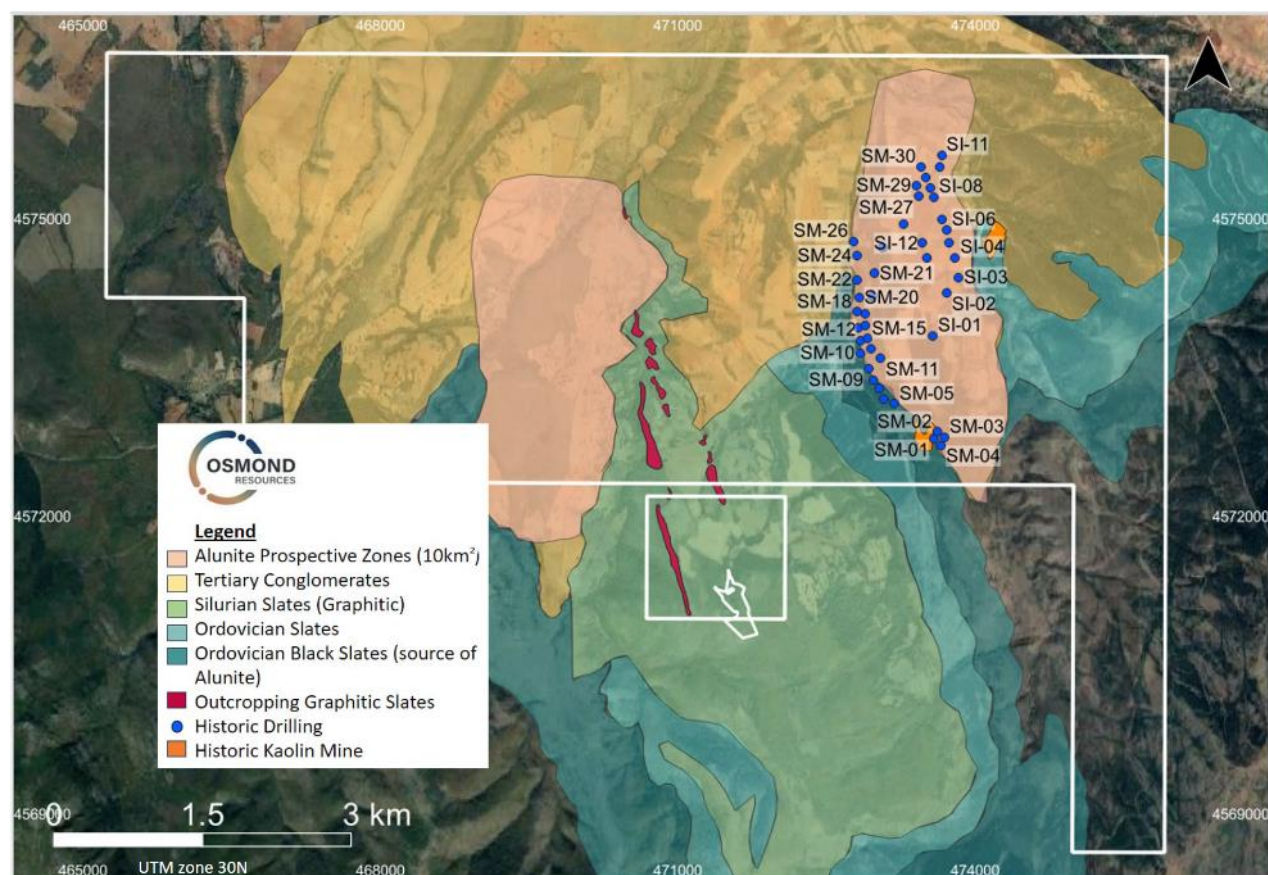 465000 468000 471000 474000
SI-11
SM-30
SM-29
SI-08
SM-27
4575000
4575000
SI-06
SM-26
SI-12
SI-04
SM-24
SM-21
SI-03
SM-22
SI-02
SM-20
SM-18
SI-01
SM-15
SM-12
SM-10
SM-11
SM-09
SM-05
SM-02
SM-03
SM-01
SM-04
OSMOND
RESOURCES
4572000
4572000
Legend
Alunite Prospective Zones (10km²)
Tertiary Conglomerates
Silurian Slates (Graphitic)
Ordovician Slates
Ordovician Black Slates (source of
Alunite)
Outcropping Graphitic Slates
Historic Drilling
Historic Kaolin Mine
4569000
4569000
0 1.5 3 km
UTM zone 30N
465000 468000 471000 474000